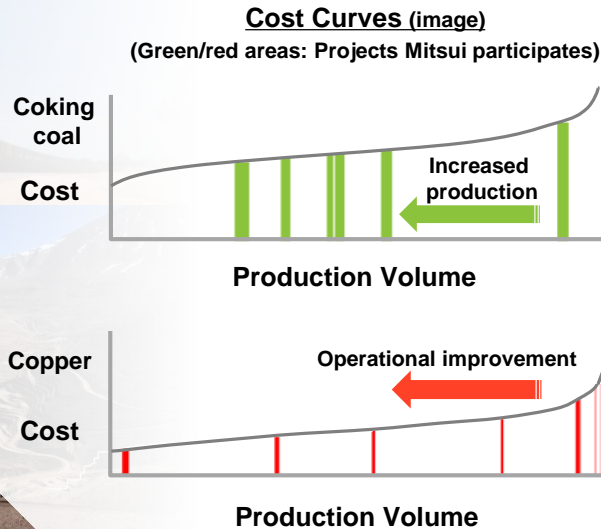 Cost Curves (image)
(Green/red areas: Projects Mitsui participates)
Coking
coal
Cost
Increased
production
Production Volume
Copper
Operational improvement
Cost
Production Volume